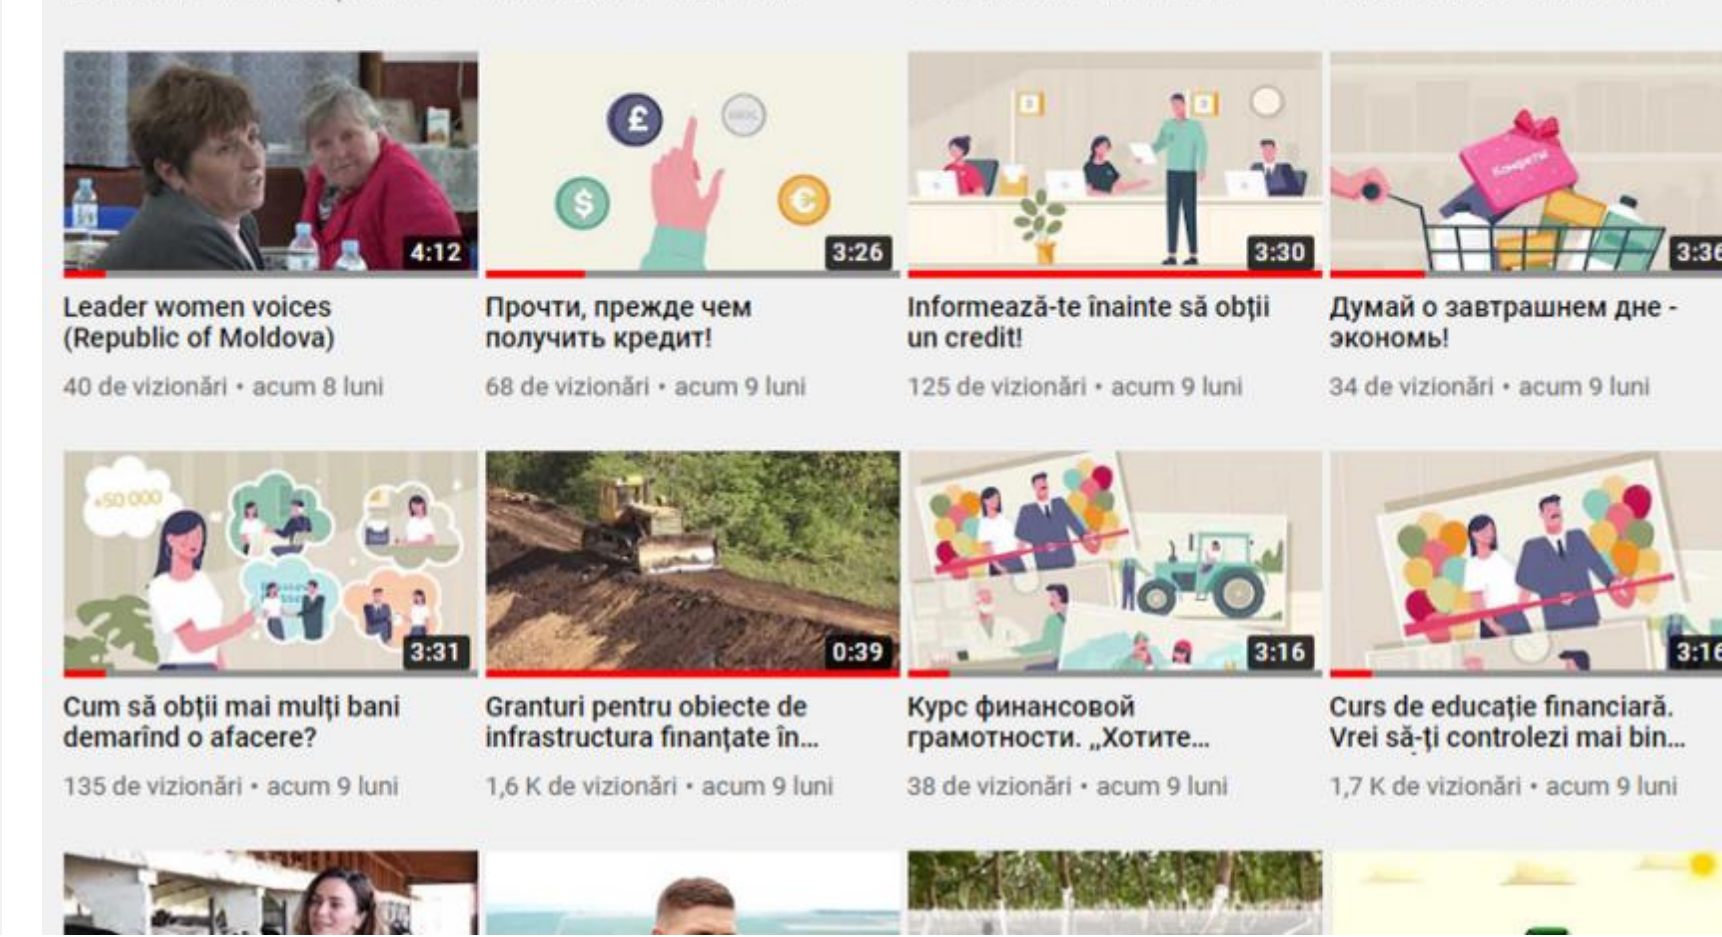 £
$
€
Конфеты
4:12
3:26
3:30
3:36
Leader women voices
(Republic of Moldova)
Прочти, прежде чем
получить кредит!
Informează-te înainte să obții
un credit!
Думай о завтрашнем дне -
экономь!
40 de vizionări • acum 8 luni
68 de vizionări • acum 9 luni
125 de vizionări • acum 9 luni
34 de vizionări • acum 9 luni
+50 000
3:31
0:39
3:16
3:16
Cum să obții mai mulți bani
demarînd o afacere?
Granturi pentru obiecte de
infrastructura finanțate în...
Курс финансовой
грамотности. „Хотите...
Curs de educație financiară.
Vrei să-ți controlezi mai bin...
135 de vizionări • acum 9 luni
1,6 K de vizionări • acum 9 luni
38 de vizionări • acum 9 luni
1,7 K de vizionări • acum 9 luni